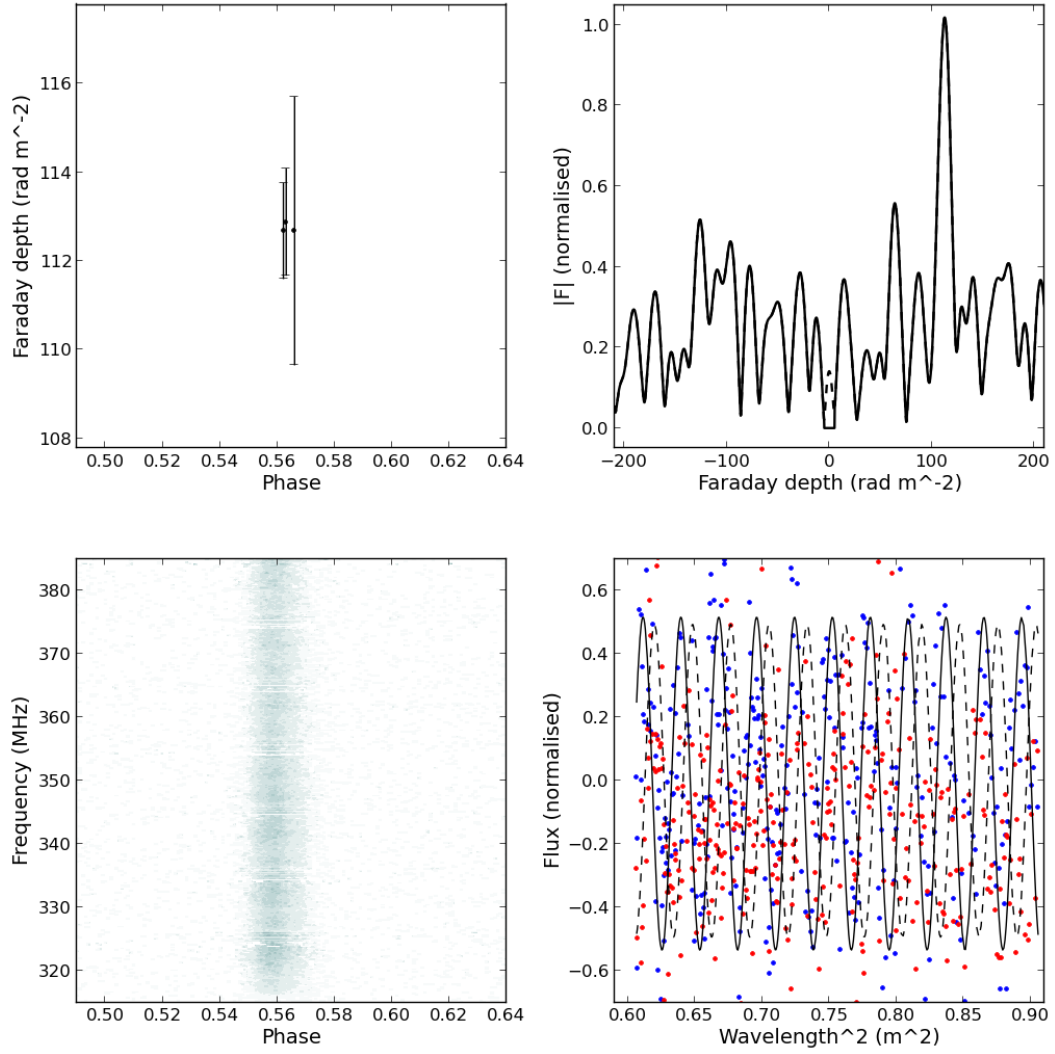 116
114
112
110
108
Faraday depth (rad m^-2)
0.50 0.52 0.54 0.56 0.58 0.60 0.62 0.64
Phase
1.0
0.8
0.6
0.4
0.2
0.0
|F| (normalised)
−200 −100 0 100 200
Faraday depth (rad m^-2)
380
370
360
350
340
330
320
Frequency (MHz)
0.50 0.52 0.54 0.56 0.58 0.60 0.62 0.64
Phase
0.6
0.4
0.2
0.0
−0.2
−0.4
−0.6
Flux (normalised)
0.60 0.65 0.70 0.75 0.80 0.85 0.90
Wavelength^2 (m^2)